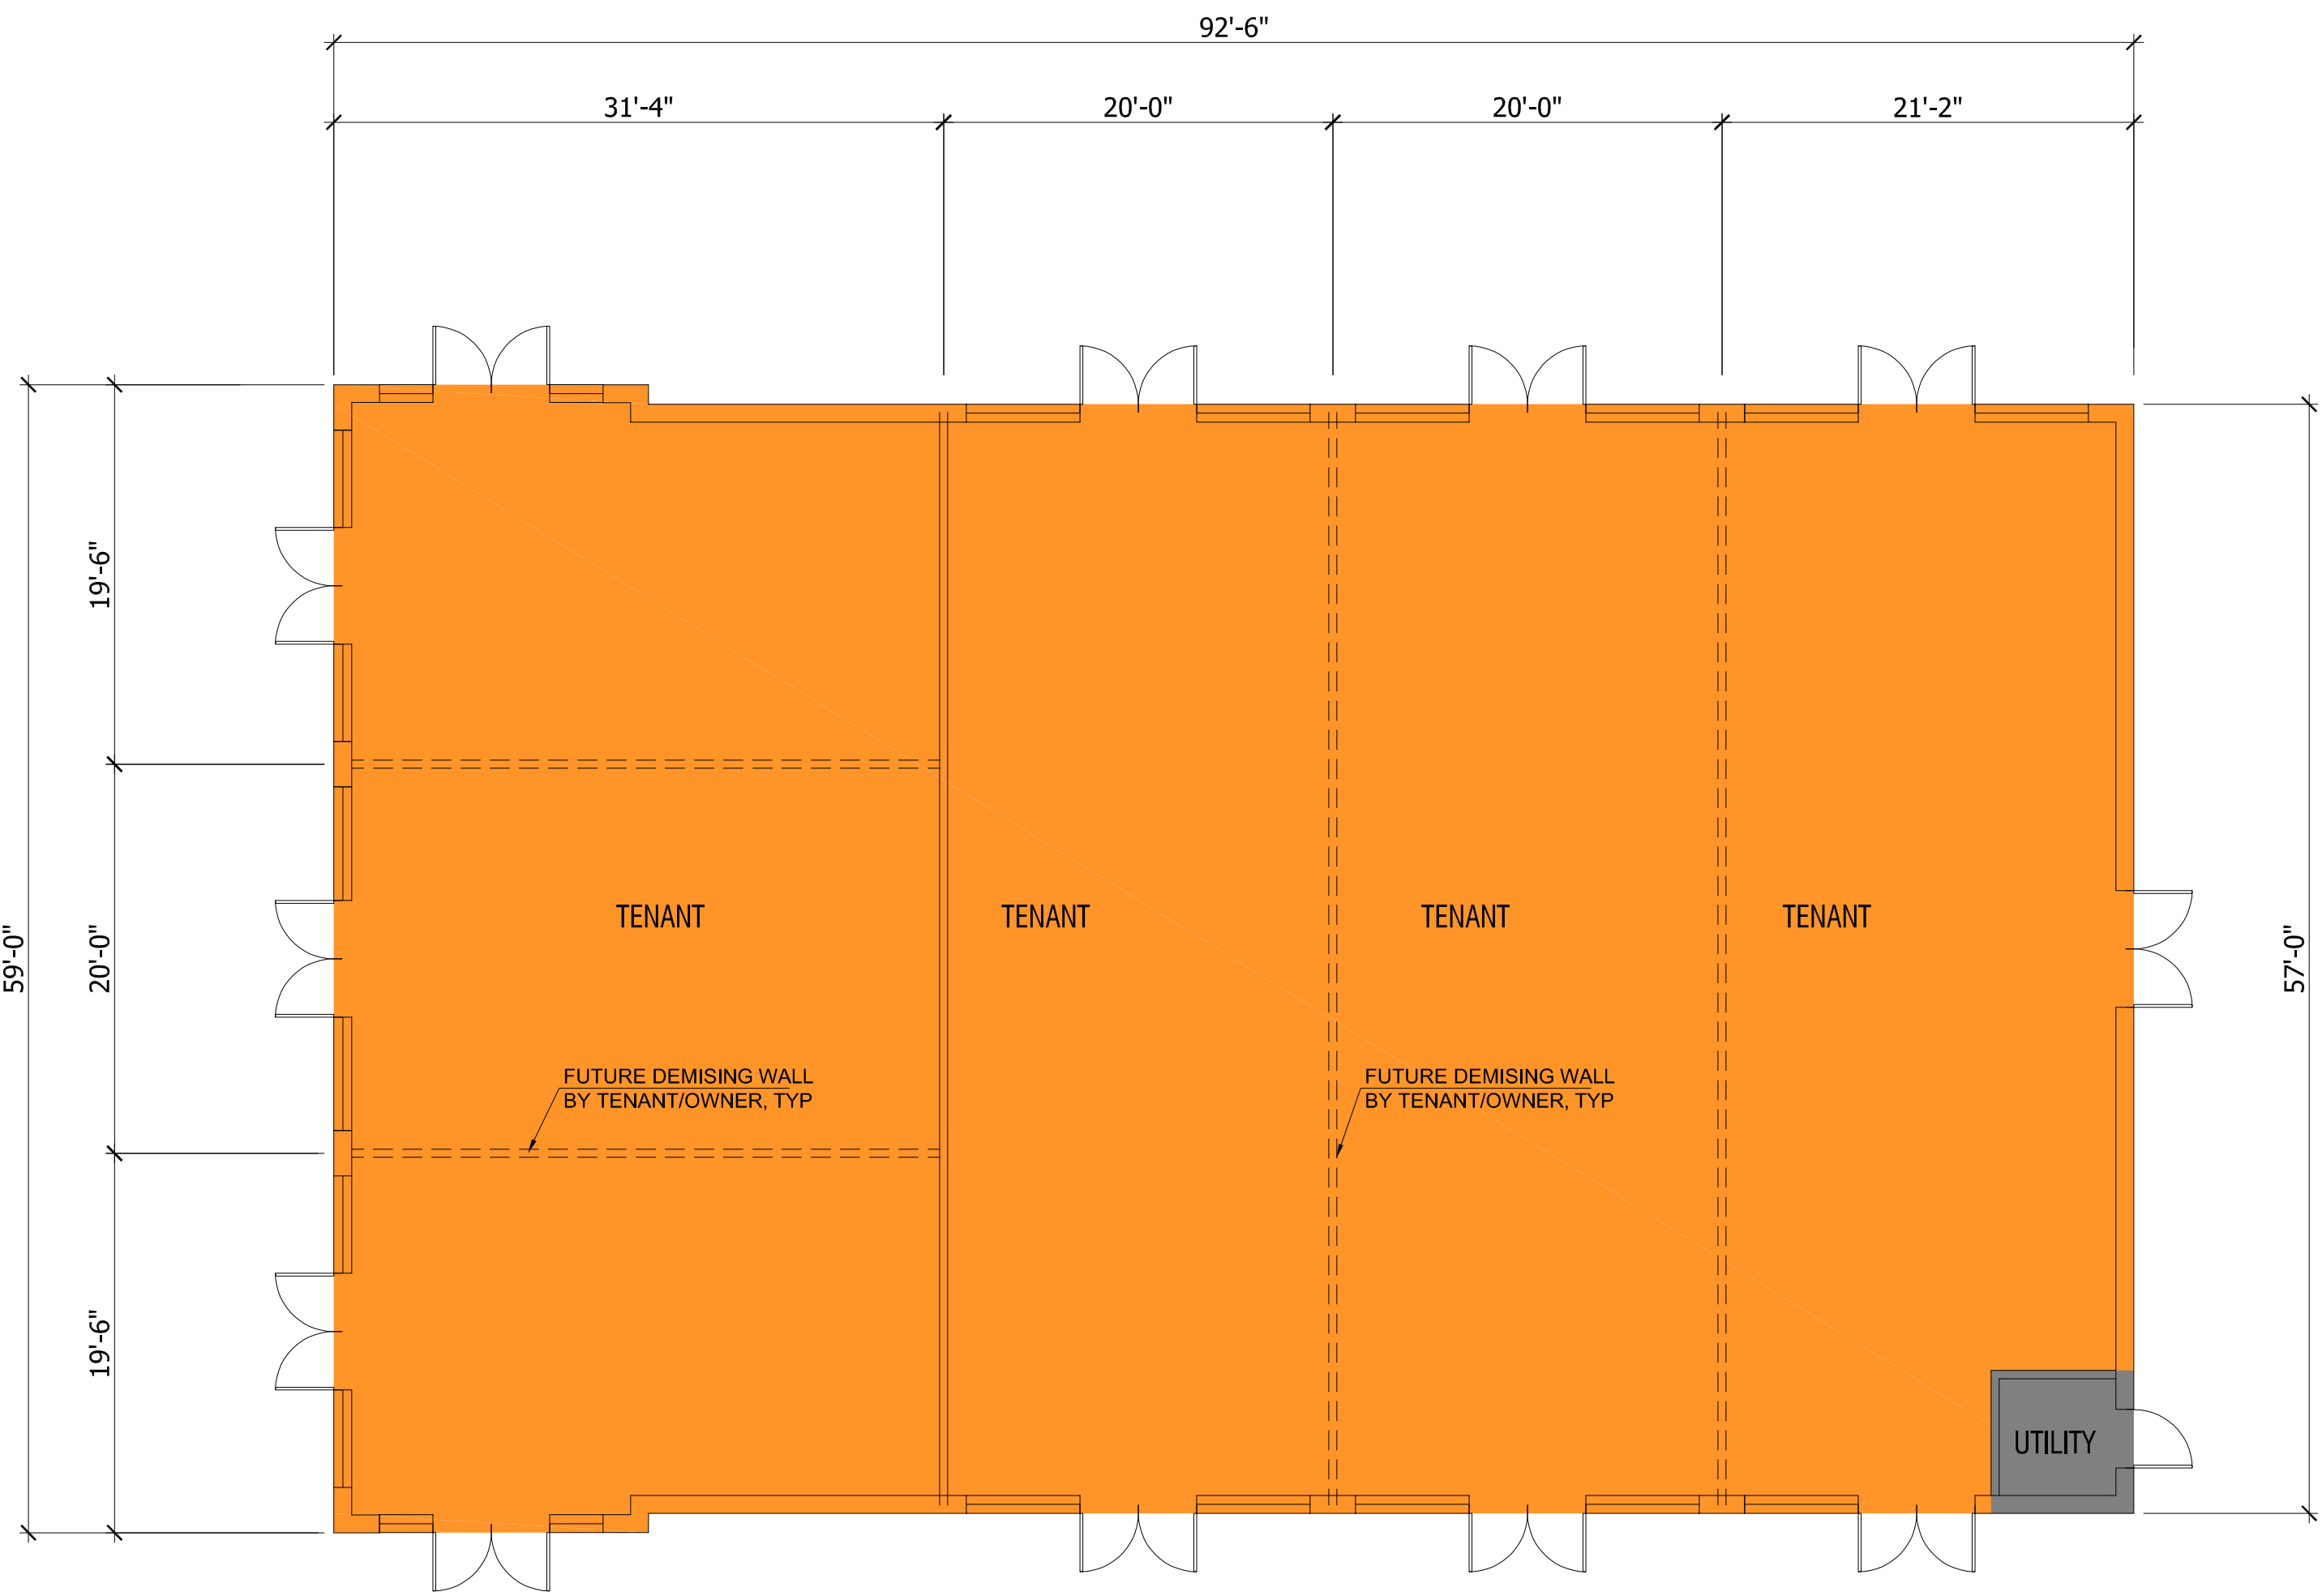 92'-6"
31'-4"
20'-0"
20'-0"
21'-2"
19'-6"
59'-0"
20'-0"
57'-0"
TENANT
TENANT
TENANT
TENANT
FUTURE DEMISING WALL
BY TENANT/OWNER, TYP
FUTURE DEMISING WALL
BY TENANT/OWNER, TYP
19'-6"
UTILITY